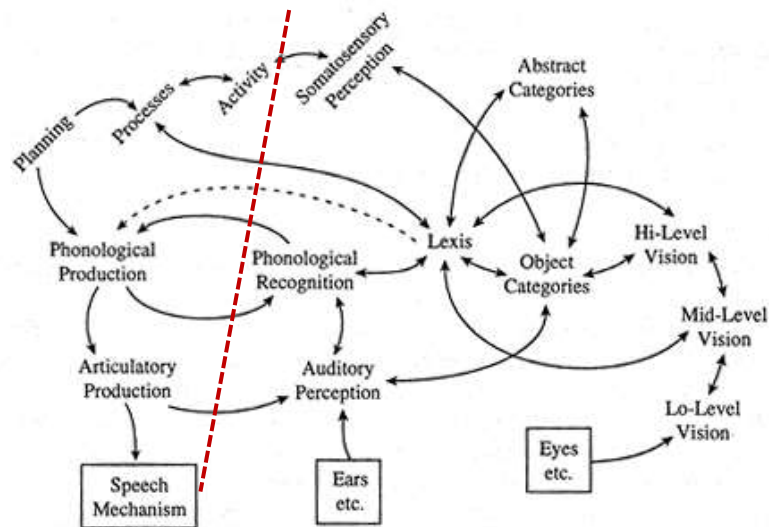 Planning
Processes
Activity
Somatosensory
Perception
Abstract
Categories
Phonological
Production
Phonological
Recognition
Lexis
Object
Categories
Hi-Level
Vision
Mid-Level
Vision
Articulatory
Production
Auditory
Perception
Lo-Level
Vision
Speech
Mechanism
Ears
etc.
Eyes
etc.